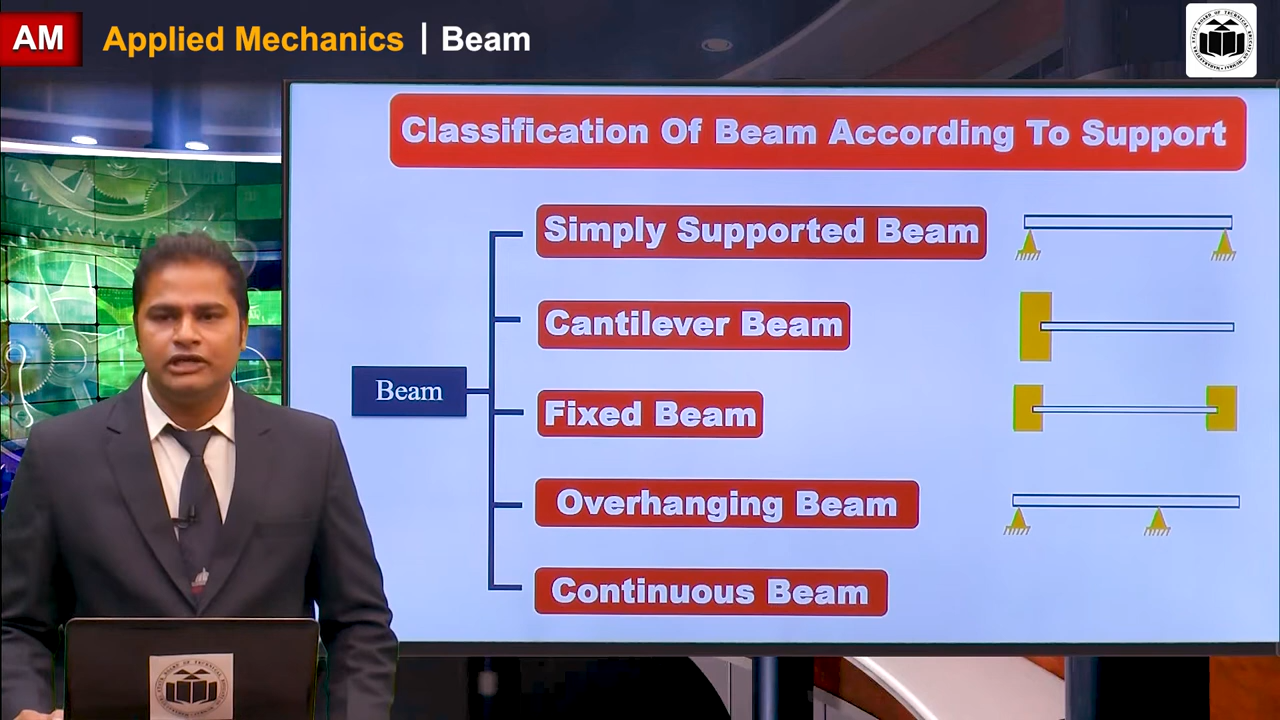 AM
Applied Mechanics | Beam
Classification Of Beam According To Support
Simply Supported Beam
Cantilever Beam
Beam
Fixed Beam
Overhanging Beam
Continuous Beam